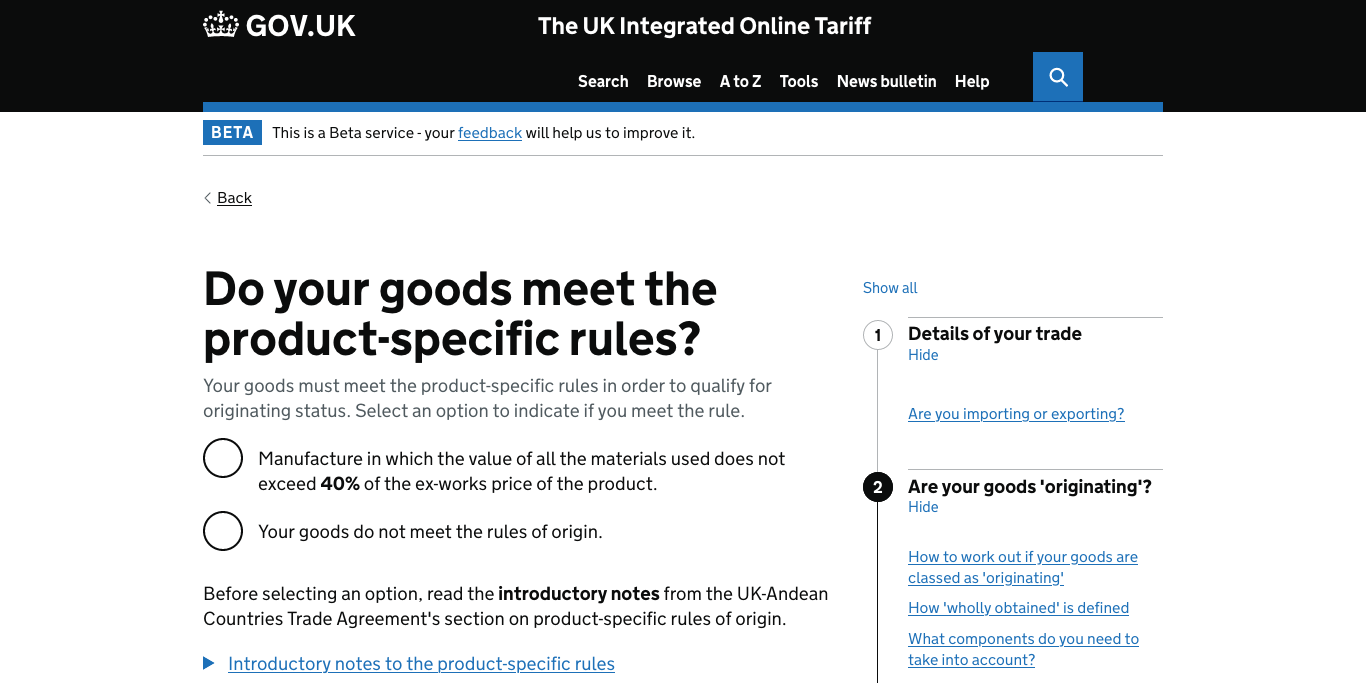 GOV.UK
The UK Integrated Online Tariff
Search Browse A to Z Tools News bulletin Help
BETA This is a Beta service - your feedback will help us to improve it.
Back
Do your goods meet the
product-specific rules?
Your goods must meet the product-specific rules in order to qualify for
originating status. Select an option to indicate if you meet the rule.
Manufacture in which the value of all the materials used does not
exceed 40% of the ex-works price of the product.
Your goods do not meet the rules of origin.
Before selecting an option, read the introductory notes from the UK-Andean
Countries Trade Agreement's section on product-specific rules of origin.
Introductory notes to the product-specific rules
Show all
1 Details of your trade
Hide
Are you importing or exporting?
2 Are your goods 'originating'?
Hide
How to work out if your goods are
classed as 'originating'
How 'wholly obtained' is defined
What components do you need to
take into account?